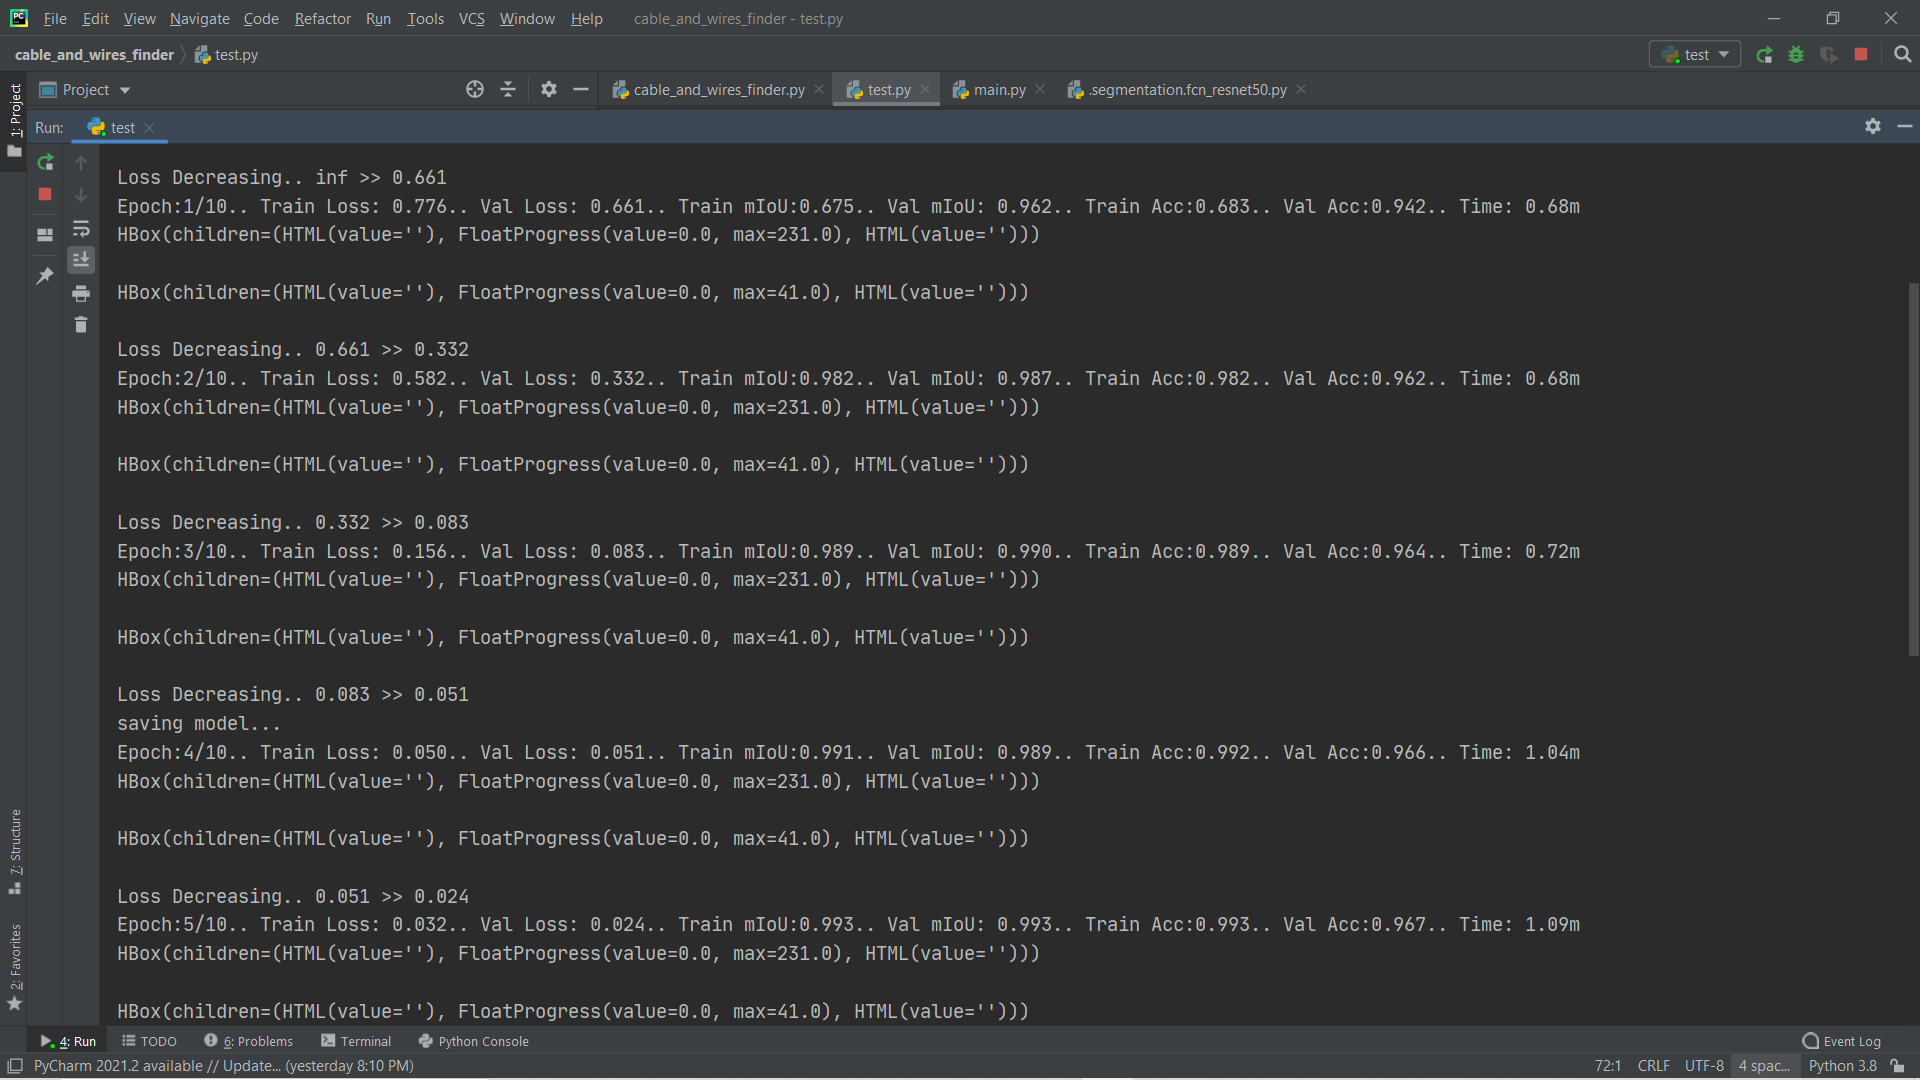 File Edit View Navigate Code Refactor Run Tools VCS Window Help cable_and_wires_finder - test.py
cable_and_wires_finder test.py test
Project cable_and_wires_finder.py test.py main.py .segmentation.fcn_resnet50.py
1: Project
Run: test
Loss Decreasing.. inf >> 0.661
Epoch:1/10.. Train Loss: 0.776.. Val Loss: 0.661.. Train mIoU:0.675.. Val mIoU: 0.962.. Train Acc:0.683.. Val Acc:0.942.. Time: 0.68m
HBox(children=(HTML(value=''), FloatProgress(value=0.0, max=231.0), HTML(value='')))
HBox(children=(HTML(value=''), FloatProgress(value=0.0, max=41.0), HTML(value='')))
Loss Decreasing.. 0.661 >> 0.332
Epoch:2/10.. Train Loss: 0.582.. Val Loss: 0.332.. Train mIoU:0.982.. Val mIoU: 0.987.. Train Acc:0.982.. Val Acc:0.962.. Time: 0.68m
HBox(children=(HTML(value=''), FloatProgress(value=0.0, max=231.0), HTML(value='')))
HBox(children=(HTML(value=''), FloatProgress(value=0.0, max=41.0), HTML(value='')))
Loss Decreasing.. 0.332 >> 0.083
Epoch:3/10.. Train Loss: 0.156.. Val Loss: 0.083.. Train mIoU:0.989.. Val mIoU: 0.990.. Train Acc:0.989.. Val Acc:0.964.. Time: 0.72m
HBox(children=(HTML(value=''), FloatProgress(value=0.0, max=231.0), HTML(value='')))
HBox(children=(HTML(value=''), FloatProgress(value=0.0, max=41.0), HTML(value='')))
Loss Decreasing.. 0.083 >> 0.051
saving model...
Epoch:4/10.. Train Loss: 0.050.. Val Loss: 0.051.. Train mIoU:0.991.. Val mIoU: 0.989.. Train Acc:0.992.. Val Acc:0.966.. Time: 1.04m
HBox(children=(HTML(value=''), FloatProgress(value=0.0, max=231.0), HTML(value='')))
HBox(children=(HTML(value=''), FloatProgress(value=0.0, max=41.0), HTML(value='')))
Loss Decreasing.. 0.051 >> 0.024
Epoch:5/10.. Train Loss: 0.032.. Val Loss: 0.024.. Train mIoU:0.993.. Val mIoU: 0.993.. Train Acc:0.993.. Val Acc:0.967.. Time: 1.09m
HBox(children=(HTML(value=''), FloatProgress(value=0.0, max=231.0), HTML(value='')))
HBox(children=(HTML(value=''), FloatProgress(value=0.0, max=41.0), HTML(value='')))
7: Structure
2: Favorites
4: Run TODO 6: Problems Terminal Python Console Event Log
PyCharm 2021.2 available // Update... (yesterday 8:10 PM) 72:1 CRLF UTF-8 4 spac... Python 3.8